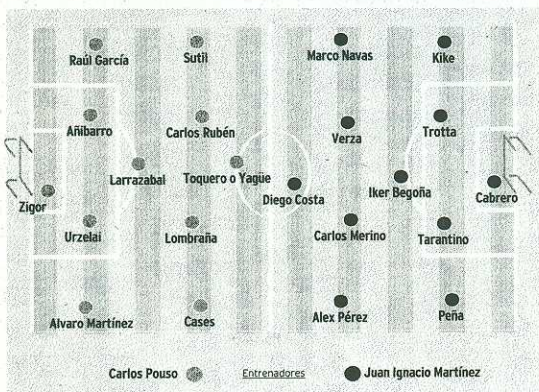 Raúl García
Sutil
Marco Navas
Kike
Añibarro
Carlos Rubén
Verza
Trotta
Larrazabal
Toquero o Yagüe
Diego Costa
Iker Begoña
Cabrero
Zigor
Urzelai
Lombraña
Carlos Merino
Tarantino
Alvaro Martínez
Cases
Alex Pérez
Peña
Carlos Pouso
Entrenadores
Juan Ignacio Martínez